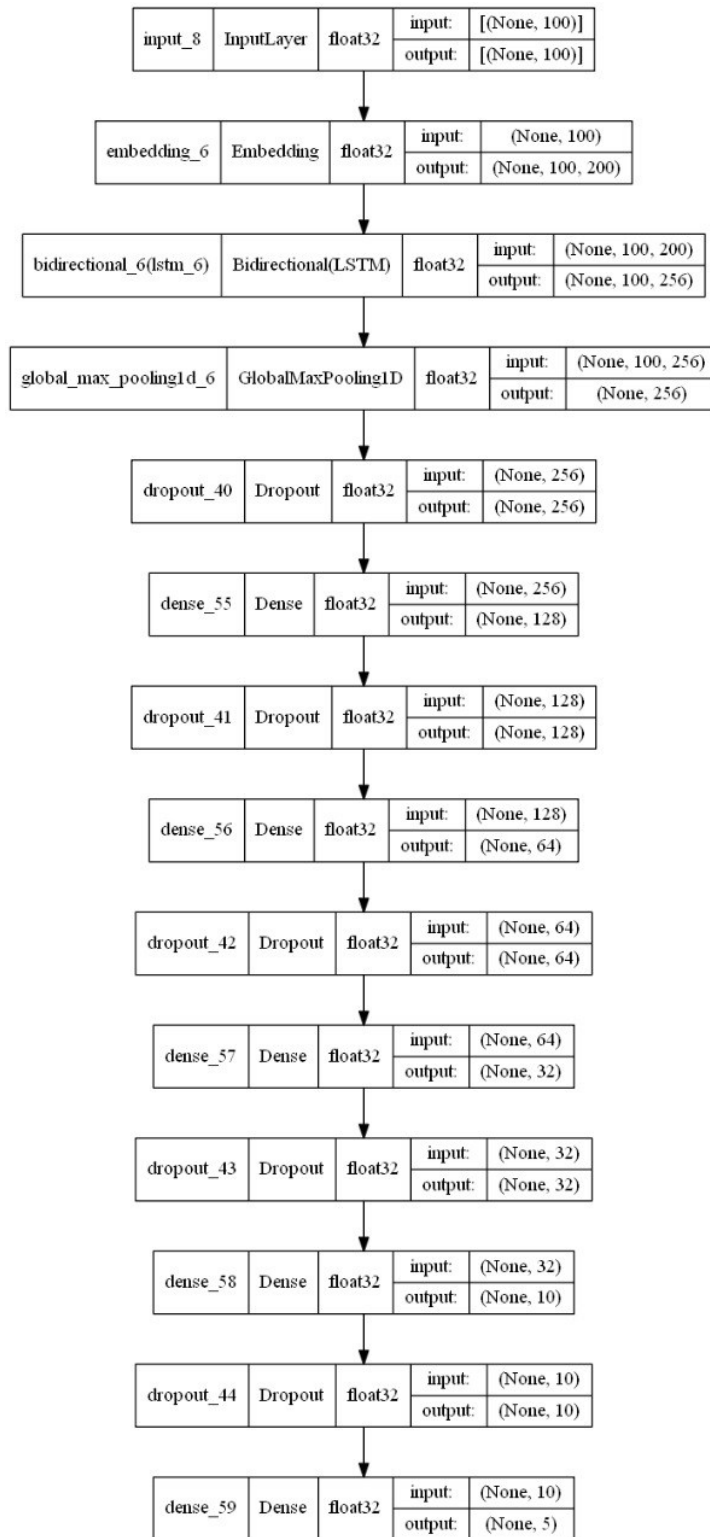 input_8 InputLayer float32 input: [(None, 100)]
output: [(None, 100)]
embedding_6 Embedding float32 input: (None, 100)
output: (None, 100, 200)
bidirectional_6(lstm_6) Bidirectional(LSTM) float32 input: (None, 100, 200)
output: (None, 100, 256)
global_max_pooling1d_6 GlobalMaxPooling1D float32 input: (None, 100, 256)
output: (None, 256)
dropout_40 Dropout float32 input: (None, 256)
output: (None, 256)
dense_55 Dense float32 input: (None, 256)
output: (None, 128)
dropout_41 Dropout float32 input: (None, 128)
output: (None, 128)
dense_56 Dense float32 input: (None, 128)
output: (None, 64)
dropout_42 Dropout float32 input: (None, 64)
output: (None, 64)
dense_57 Dense float32 input: (None, 64)
output: (None, 32)
dropout_43 Dropout float32 input: (None, 32)
output: (None, 32)
dense_58 Dense float32 input: (None, 32)
output: (None, 10)
dropout_44 Dropout float32 input: (None, 10)
output: (None, 10)
dense_59 Dense float32 input: (None, 10)
output: (None, 5)